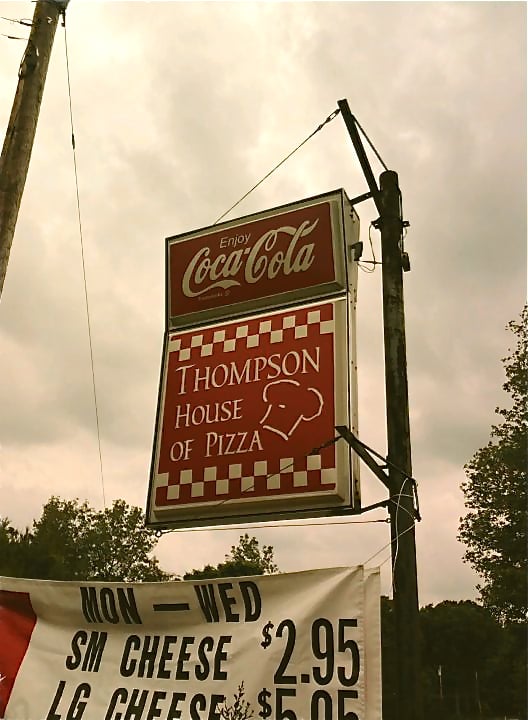 Enjoy
Coca-Cola
THOMPSON
HOUSE
OF PIZZA
MON — WED
SM CHEESE $2.95
LG CHEESE $5.95